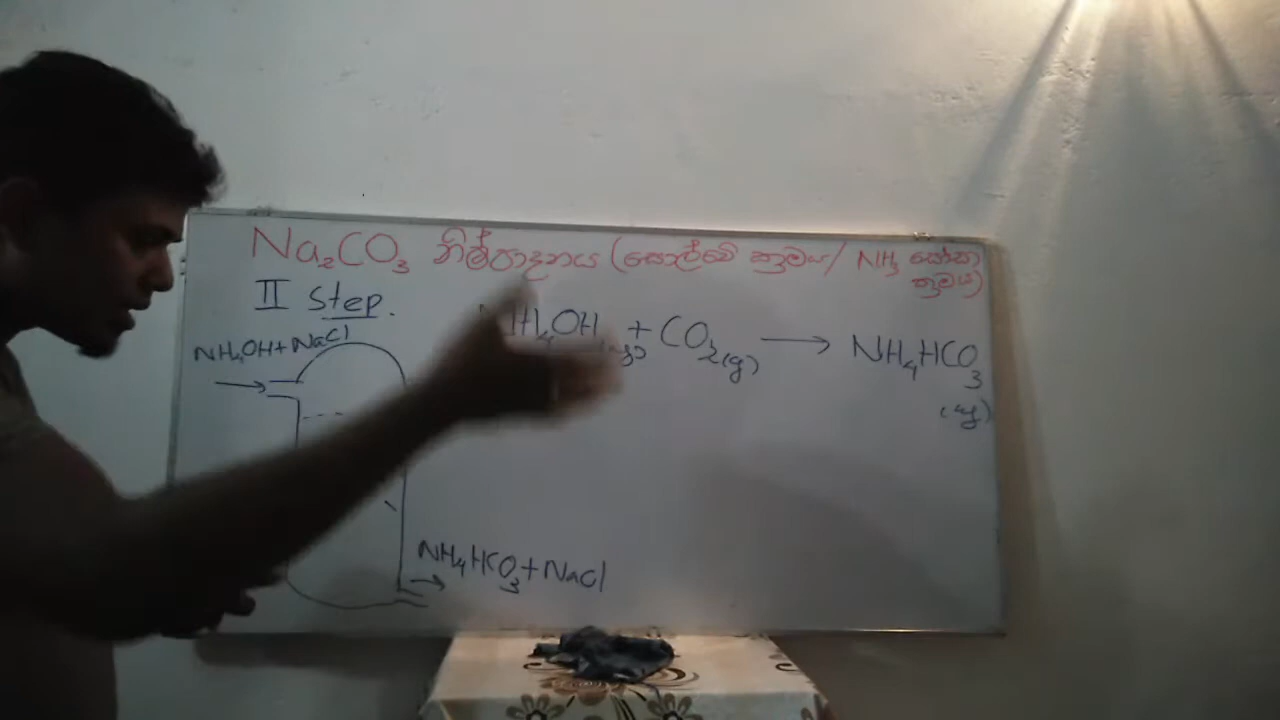 Na₂CO₃ නිෂ්පාදනය (සොල්වේ ක්‍රමය/ NH₃ සෝඩා
ක්‍රමය)
II Step.
NH₄OH+NaCl
NH₄OH(aq) + CO₂(g) → NH₄HCO₃
(aq)
NH₄HCO₃+NaCl